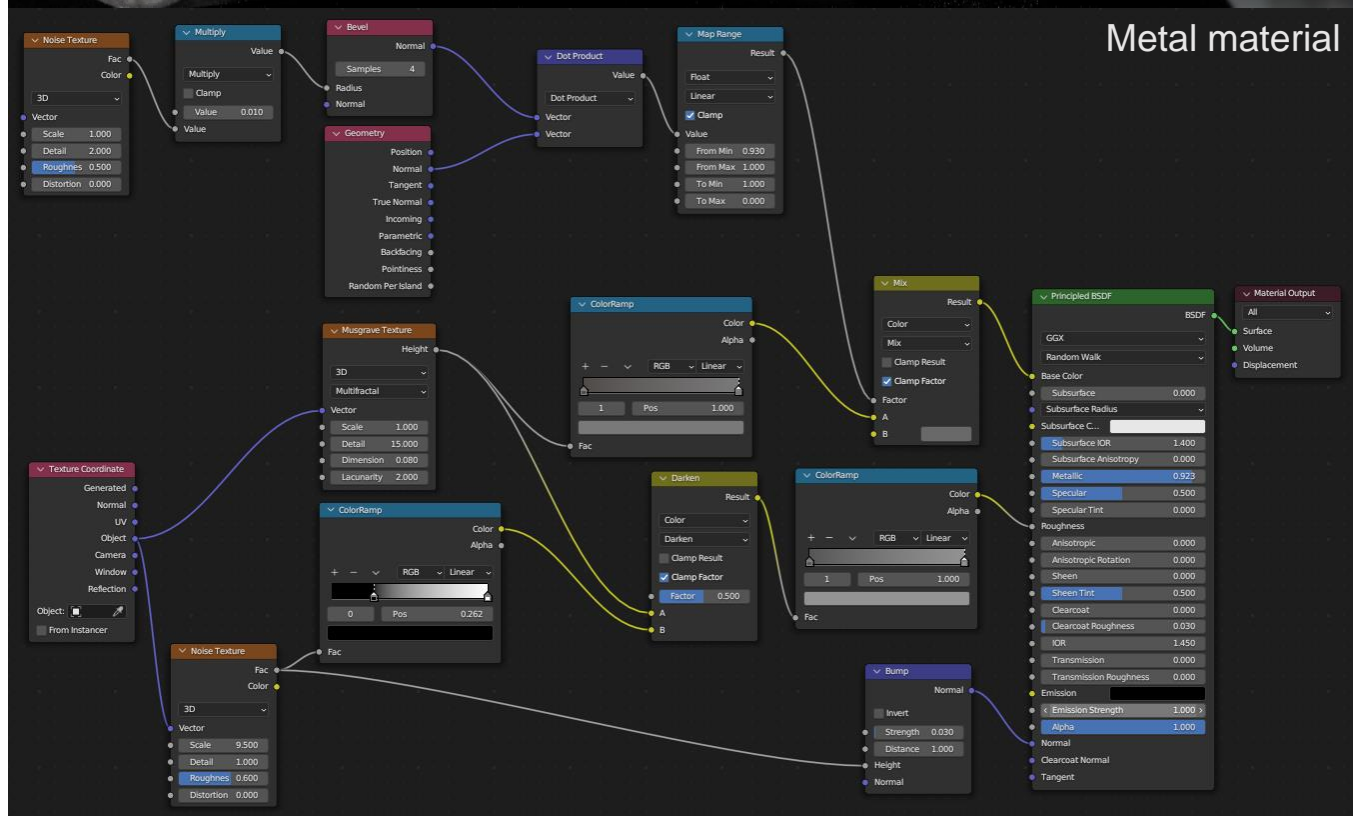 Metal material
Noise Texture
Fac
Color
3D
Vector
Scale 1.000
Detail 2.000
Roughnes 0.500
Distortion 0.000
Multiply
Value
Multiply
Clamp
Value 0.010
Value
Bevel
Normal
Samples 4
Radius
Normal
Geometry
Position
Normal
Tangent
True Normal
Incoming
Parametric
Backfacing
Pointiness
Random Per Island
Dot Product
Value
Dot Product
Vector
Vector
Map Range
Result
Float
Linear
Clamp
Value
From Min 0.930
From Max 1.000
To Min 1.000
To Max 0.000
Musgrave Texture
Height
3D
Multifractal
Vector
Scale 1.000
Detail 15.000
Dimension 0.080
Lacunarity 2.000
ColorRamp
Color
Alpha
+ − RGB Linear
1 Pos 1.000
Fac
Mix
Result
Color
Mix
Clamp Result
Clamp Factor
Factor
A
B
Texture Coordinate
Generated
Normal
UV
Object
Camera
Window
Reflection
Object:
From Instancer
ColorRamp
Color
Alpha
+ − RGB Linear
0 Pos 0.262
Fac
Darken
Result
Color
Darken
Clamp Result
Clamp Factor
Factor 0.500
A
B
ColorRamp
Color
Alpha
+ − RGB Linear
1 Pos 1.000
Fac
Noise Texture
Fac
Color
3D
Vector
Scale 9.500
Detail 1.000
Roughnes 0.600
Distortion 0.000
Bump
Normal
Invert
Strength 0.030
Distance 1.000
Height
Normal
Principled BSDF
BSDF
GGX
Random Walk
Base Color
Subsurface 0.000
Subsurface Radius
Subsurface C...
Subsurface IOR 1.400
Subsurface Anisotropy 0.000
Metallic 0.923
Specular 0.500
Specular Tint 0.000
Roughness
Anisotropic 0.000
Anisotropic Rotation 0.000
Sheen 0.000
Sheen Tint 0.500
Clearcoat 0.000
Clearcoat Roughness 0.030
IOR 1.450
Transmission 0.000
Transmission Roughness 0.000
Emission
Emission Strength 1.000
Alpha 1.000
Normal
Clearcoat Normal
Tangent
Material Output
All
Surface
Volume
Displacement